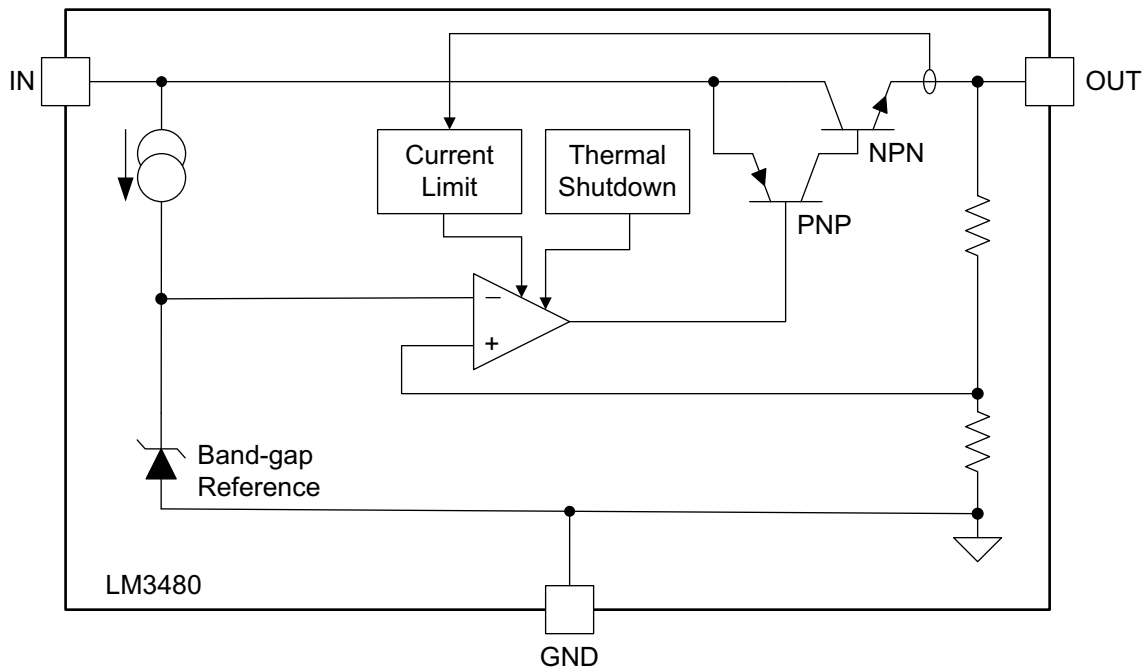 IN
OUT
Current
Limit
Thermal
Shutdown
NPN
PNP
−
+
Band-gap
Reference
LM3480
GND